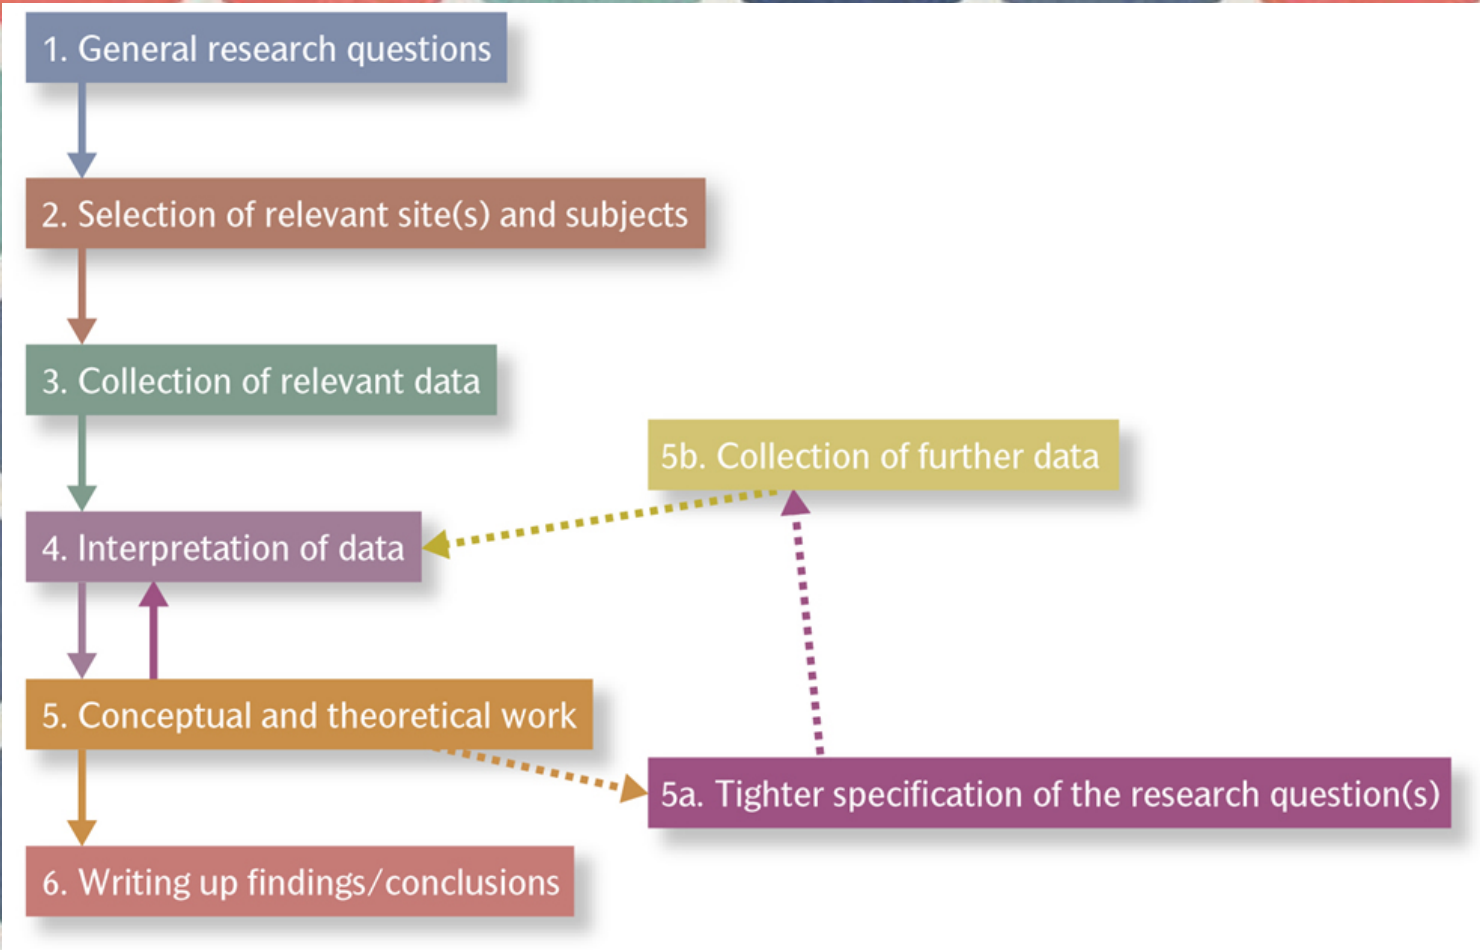 1. General research questions
2. Selection of relevant site(s) and subjects
3. Collection of relevant data
5b. Collection of further data
4. Interpretation of data
5. Conceptual and theoretical work
5a. Tighter specification of the research question(s)
6. Writing up findings/conclusions